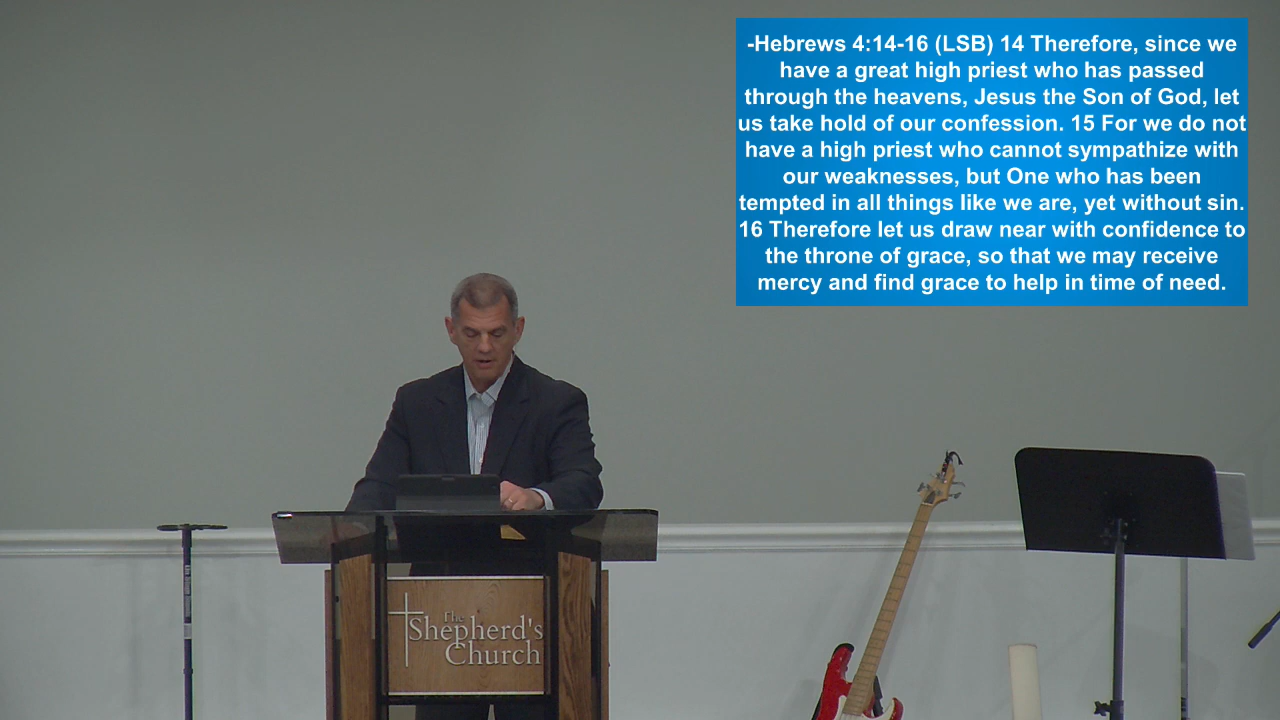 -Hebrews 4:14-16 (LSB) 14 Therefore, since we
have a great high priest who has passed
through the heavens, Jesus the Son of God, let
us take hold of our confession. 15 For we do not
have a high priest who cannot sympathize with
our weaknesses, but One who has been
tempted in all things like we are, yet without sin.
16 Therefore let us draw near with confidence to
the throne of grace, so that we may receive
mercy and find grace to help in time of need.
The
Shepherd's
Church